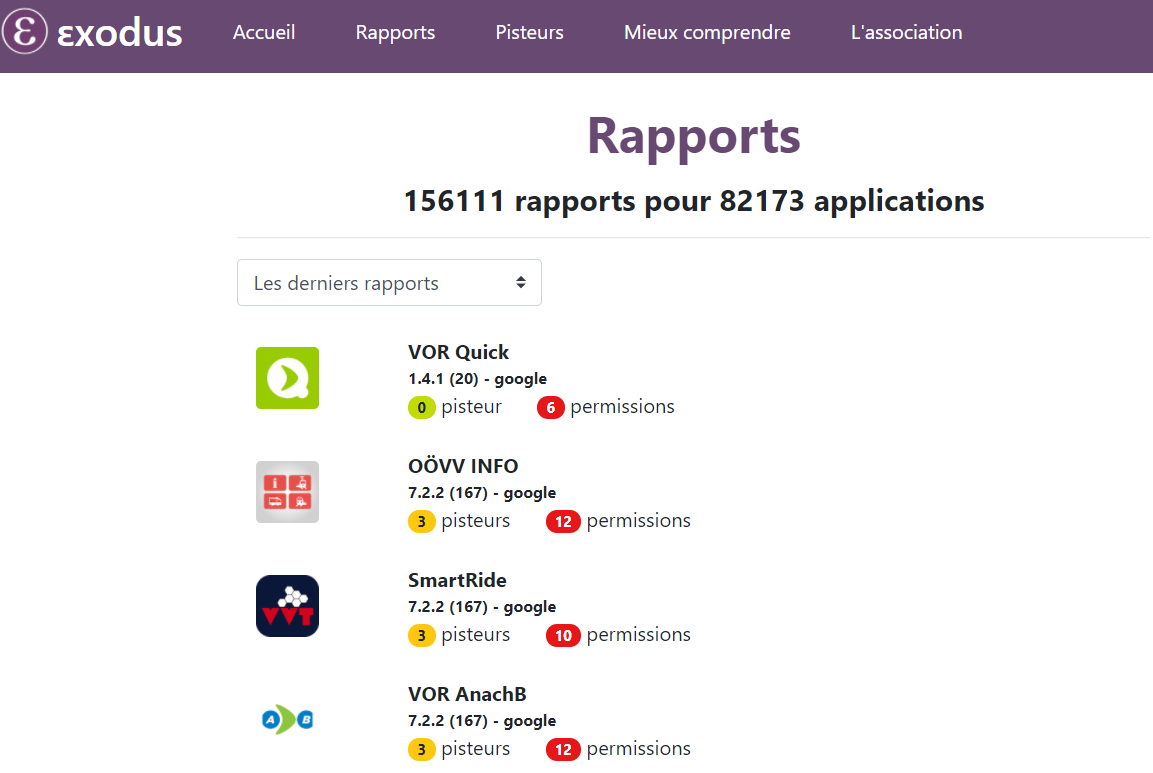 ε εxodus Accueil Rapports Pisteurs Mieux comprendre L'association
Rapports
156111 rapports pour 82173 applications
Les derniers rapports
VOR Quick
1.4.1 (20) - google
0 pisteur 6 permissions
OÖVV INFO
7.2.2 (167) - google
3 pisteurs 12 permissions
SmartRide
VVT
7.2.2 (167) - google
3 pisteurs 10 permissions
VOR AnachB
A B
7.2.2 (167) - google
3 pisteurs 12 permissions